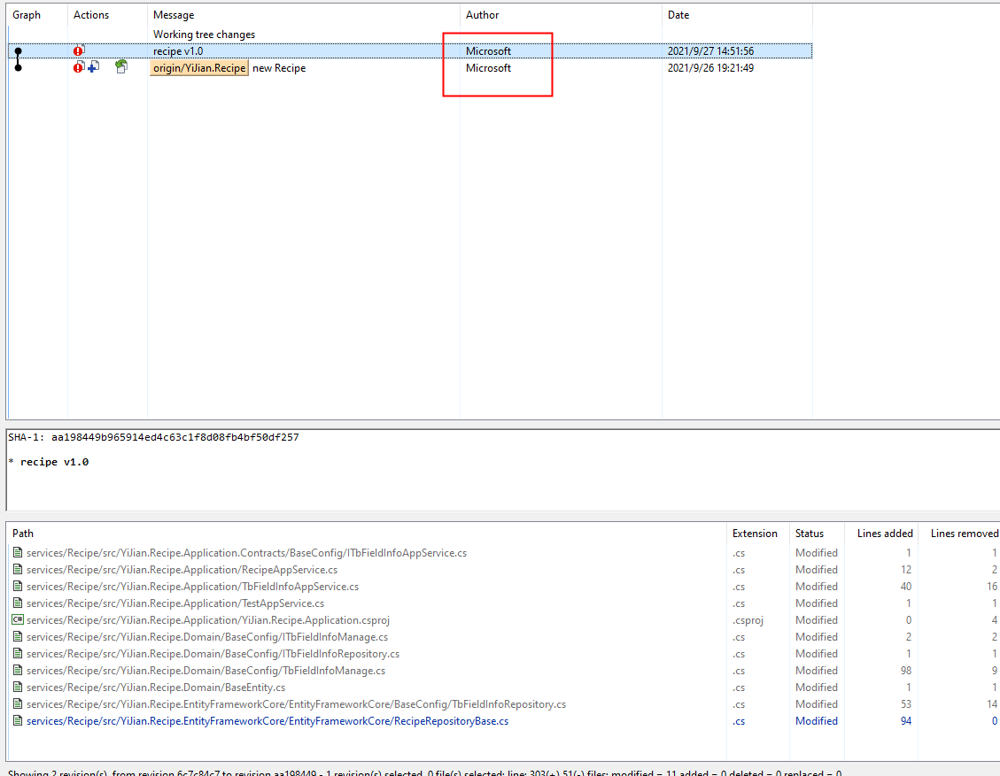 Graph Actions Message Author Date
Working tree changes
recipe v1.0 Microsoft 2021/9/27 14:51:56
origin/YiJian.Recipe new Recipe Microsoft 2021/9/26 19:21:49
SHA-1: aa198449b965914ed4c63c1f8d08fb4bf50df257
* recipe v1.0
Path Extension Status Lines added Lines removed
services/Recipe/src/YiJian.Recipe.Application.Contracts/BaseConfig/ITbFieldInfoAppService.cs .cs Modified 1 1
services/Recipe/src/YiJian.Recipe.Application/RecipeAppService.cs .cs Modified 12 2
services/Recipe/src/YiJian.Recipe.Application/TbFieldInfoAppService.cs .cs Modified 40 16
services/Recipe/src/YiJian.Recipe.Application/TestAppService.cs .cs Modified 1 1
C# services/Recipe/src/YiJian.Recipe.Application/YiJian.Recipe.Application.csproj .csproj Modified 0 4
services/Recipe/src/YiJian.Recipe.Domain/BaseConfig/ITbFieldInfoManage.cs .cs Modified 2 2
services/Recipe/src/YiJian.Recipe.Domain/BaseConfig/ITbFieldInfoRepository.cs .cs Modified 1 1
services/Recipe/src/YiJian.Recipe.Domain/BaseConfig/TbFieldInfoManage.cs .cs Modified 98 9
services/Recipe/src/YiJian.Recipe.Domain/BaseEntity.cs .cs Modified 1 1
services/Recipe/src/YiJian.Recipe.EntityFrameworkCore/EntityFrameworkCore/BaseConfig/TbFieldInfoRepository.cs .cs Modified 53 14
services/Recipe/src/YiJian.Recipe.EntityFrameworkCore/EntityFrameworkCore/RecipeRepositoryBase.cs .cs Modified 94 0
Showing 2 revision(s), from revision 6c7c84c7 to revision aa198449 - 1 revision(s) selected, 0 file(s) selected; line: 303(+) 51(-) files: modified = 11 added = 0 deleted = 0 replaced = 0